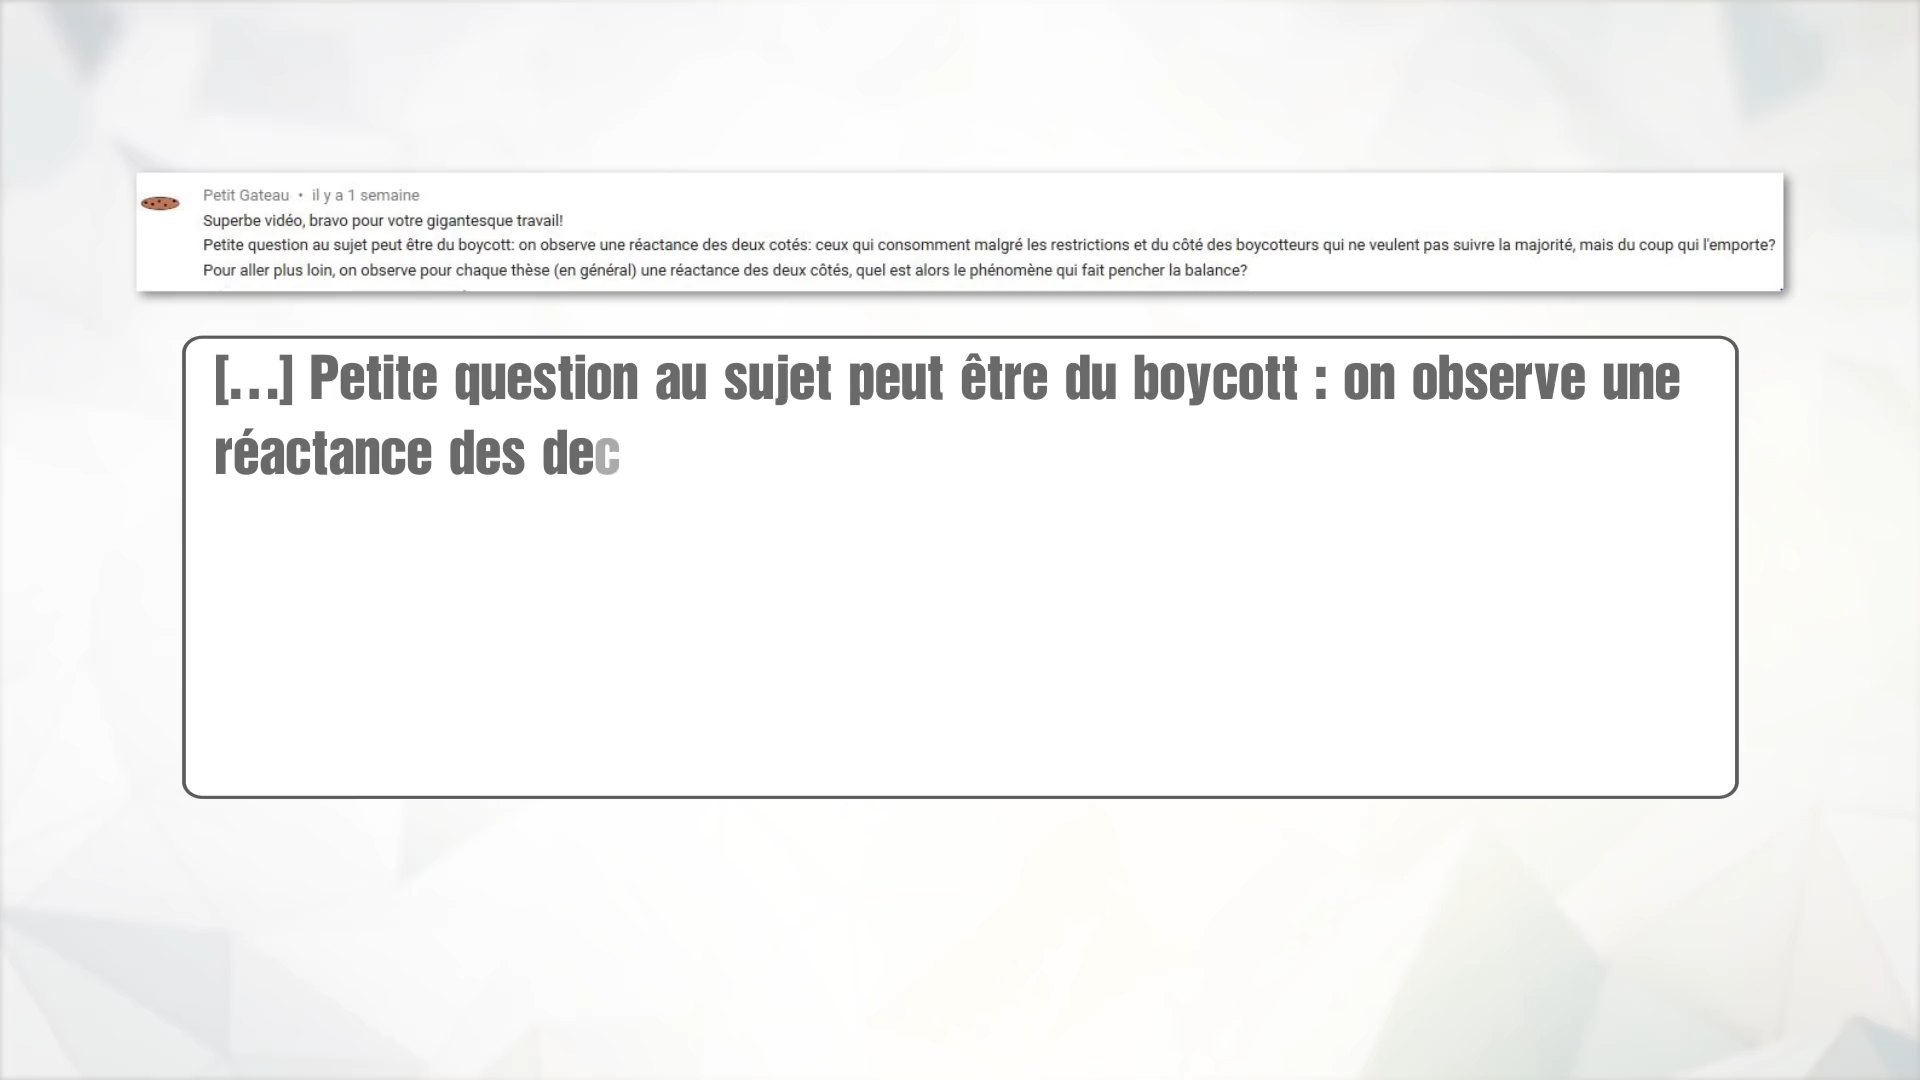 Petit Gateau • il y a 1 semaine
Superbe vidéo, bravo pour votre gigantesque travail!
Petite question au sujet peut être du boycott: on observe une réactance des deux cotés: ceux qui consomment malgré les restrictions et du côté des boycotteurs qui ne veulent pas suivre la majorité, mais du coup qui l'emporte?
Pour aller plus loin, on observe pour chaque thèse (en général) une réactance des deux côtés, quel est alors le phénomène qui fait pencher la balance?
[...] Petite question au sujet peut être du boycott : on observe une
réactance des dec